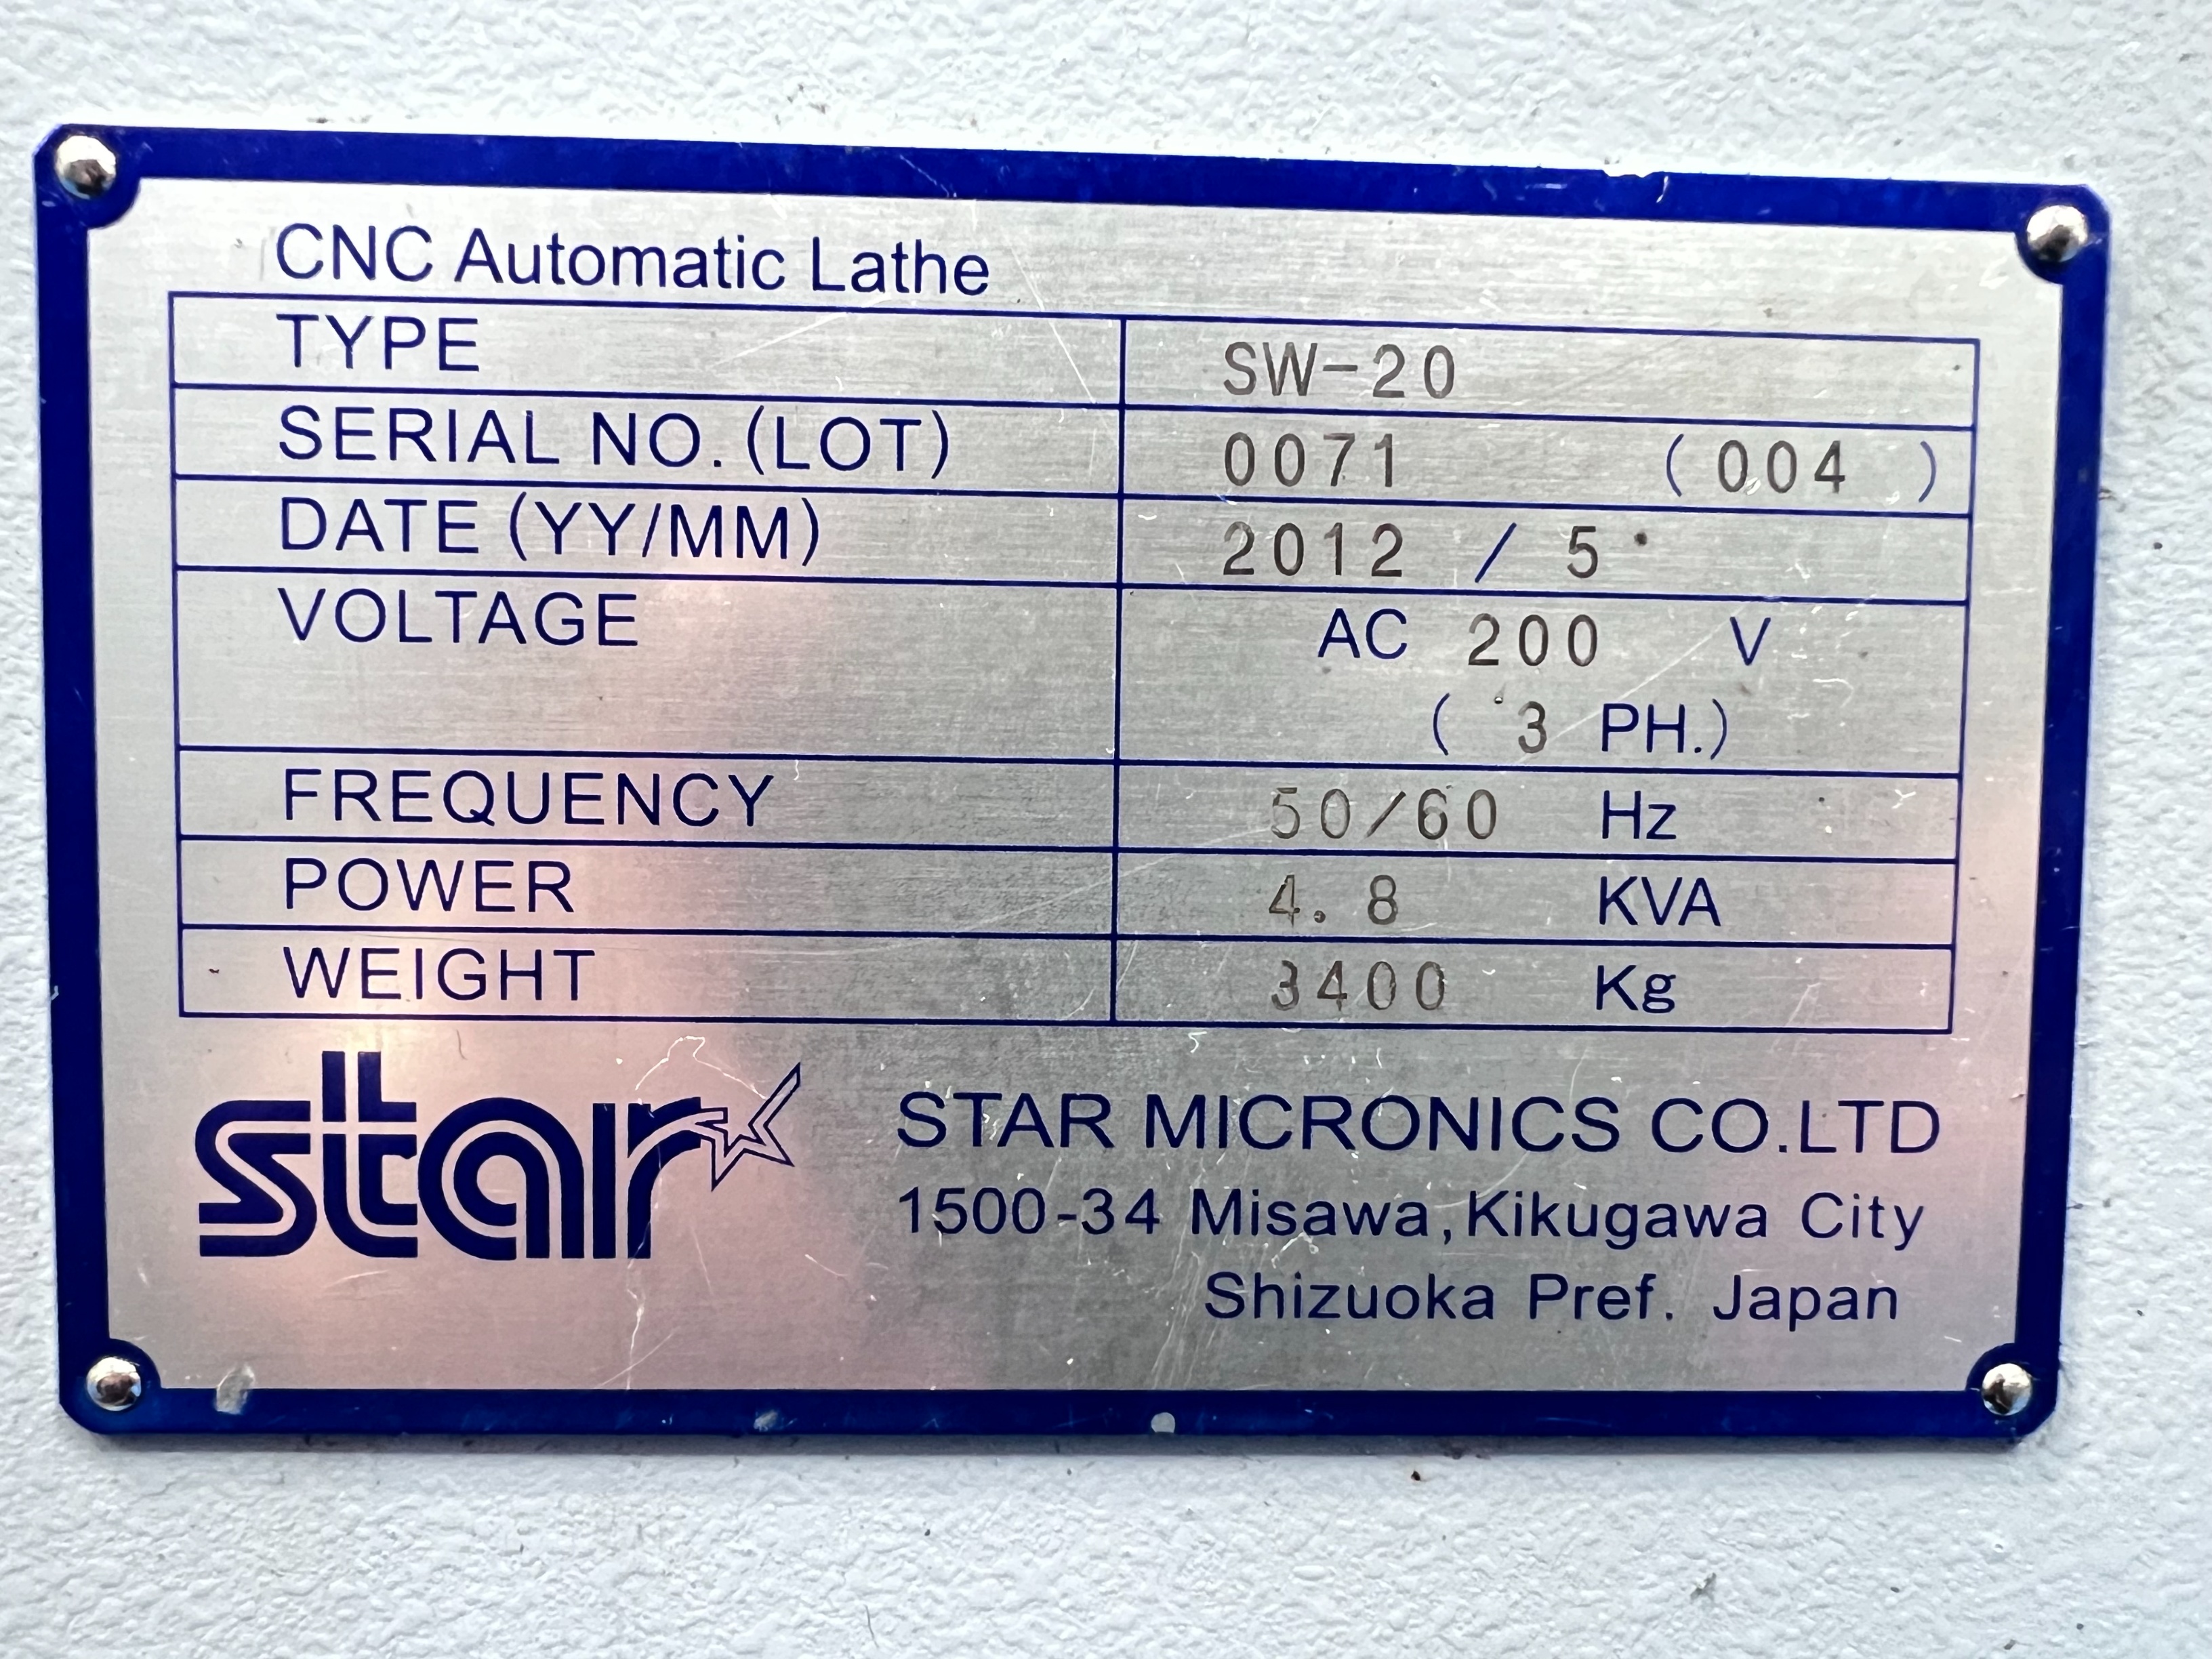 CNC Automatic Lathe
TYPE SW-20
SERIAL NO. (LOT) 0071 ( 004 )
DATE (YY/MM) 2012 / 5
VOLTAGE AC 200 V
( 3 PH.)
FREQUENCY 50/60 Hz
POWER 4.8 KVA
WEIGHT 3400 Kg
star STAR MICRONICS CO.LTD
1500-34 Misawa,Kikugawa City
Shizuoka Pref. Japan